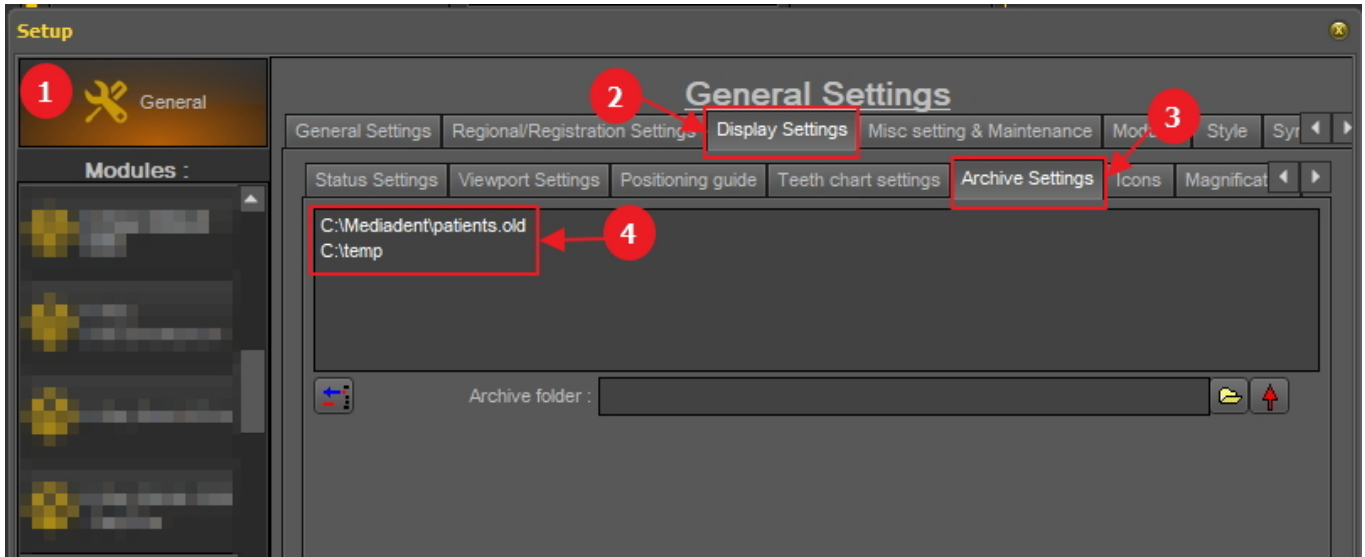 Setup
1
General
General Settings
2
3
General Settings
Regional/Registration Settings
Display Settings
Misc setting & Maintenance
Style
Modules :
Status Settings
Viewport Settings
Positioning guide
Teeth chart settings
Archive Settings
Icons
C:\Mediadent\patients.old
C:\temp
4
Archive folder :